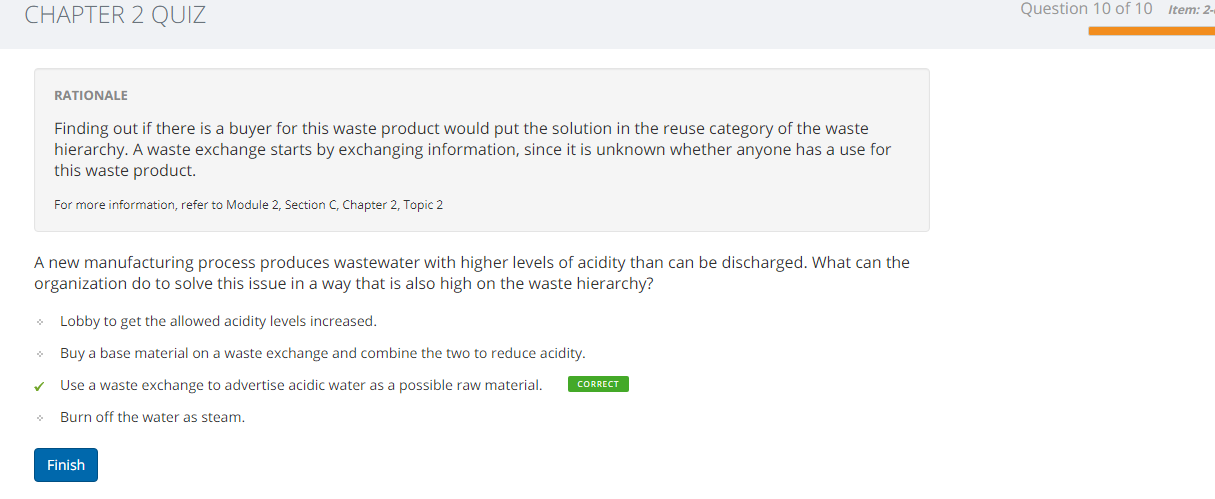 CHAPTER 2 QUIZ
Question 10 of 10 Item: 2-
RATIONALE
Finding out if there is a buyer for this waste product would put the solution in the reuse category of the waste
hierarchy. A waste exchange starts by exchanging information, since it is unknown whether anyone has a use for
this waste product.
For more information, refer to Module 2, Section C, Chapter 2, Topic 2
A new manufacturing process produces wastewater with higher levels of acidity than can be discharged. What can the
organization do to solve this issue in a way that is also high on the waste hierarchy?
Lobby to get the allowed acidity levels increased.
Buy a base material on a waste exchange and combine the two to reduce acidity.
Use a waste exchange to advertise acidic water as a possible raw material. CORRECT
Burn off the water as steam.
Finish